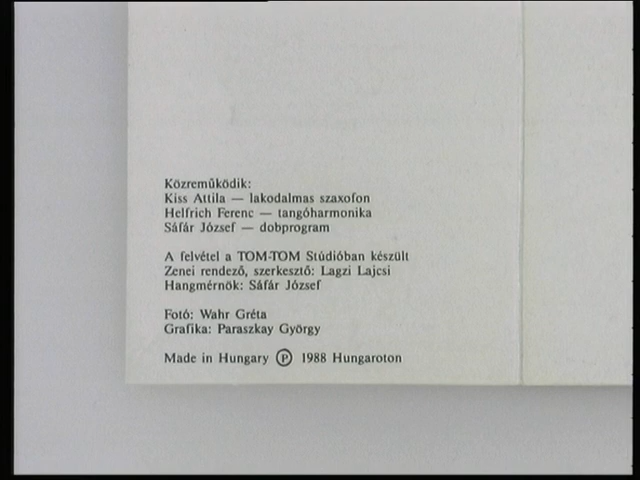 Közreműködik:
Kiss Attila — lakodalmas szaxofon
Helfrich Ferenc — tangóharmonika
Sáfár József — dobprogram
A felvétel a TOM-TOM Stúdióban készült
Zenei rendező, szerkesztő: Lagzi Lajcsi
Hangmérnök: Sáfár József
Fotó: Wahr Gréta
Grafika: Paraszkay György
Made in Hungary Ⓟ 1988 Hungaroton